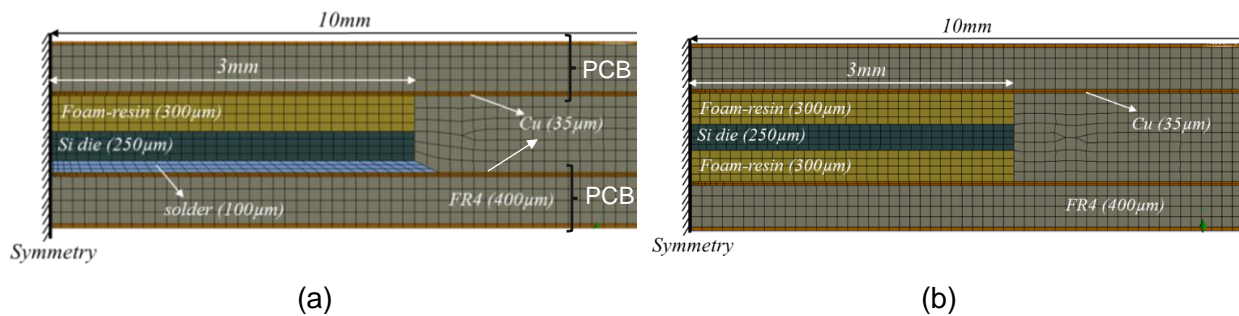 10mm
PCB
3mm
Foam-resin (300µm)
Cu (35µm)
Si die (250µm)
PCB
FR4 (400µm)
solder (100µm)
Symmetry
(a)
10mm
3mm
Foam-resin (300µm)
Cu (35µm)
Si die (250µm)
Foam-resin (300µm)
FR4 (400µm)
Symmetry
(b)